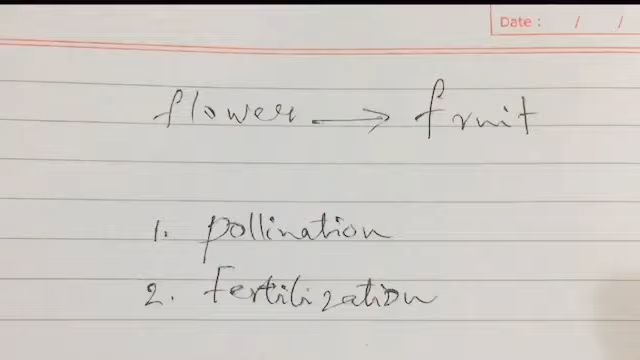 Date : / /
flower → fruit
1. pollination
2. fertilization